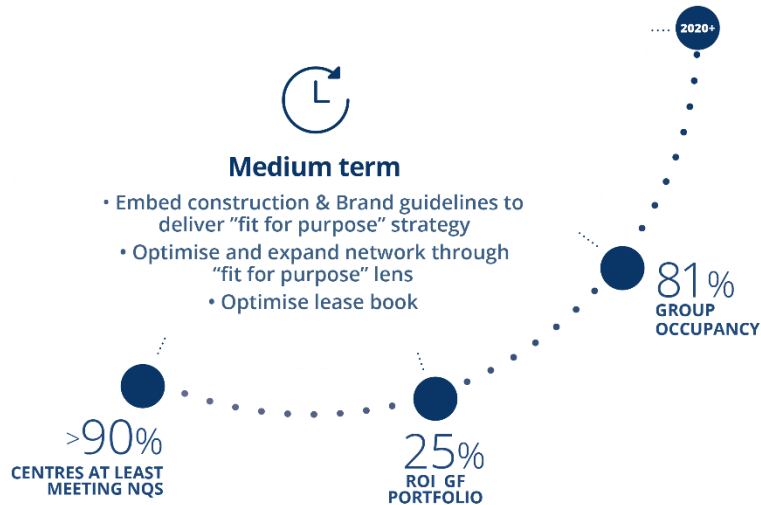 2020+
Medium term
• Embed construction & Brand guidelines to
deliver ”fit for purpose” strategy
• Optimise and expand network through
“fit for purpose” lens
• Optimise lease book
81%
GROUP
OCCUPANCY
>90%
CENTRES AT LEAST
MEETING NQS
25%
ROI GF
PORTFOLIO